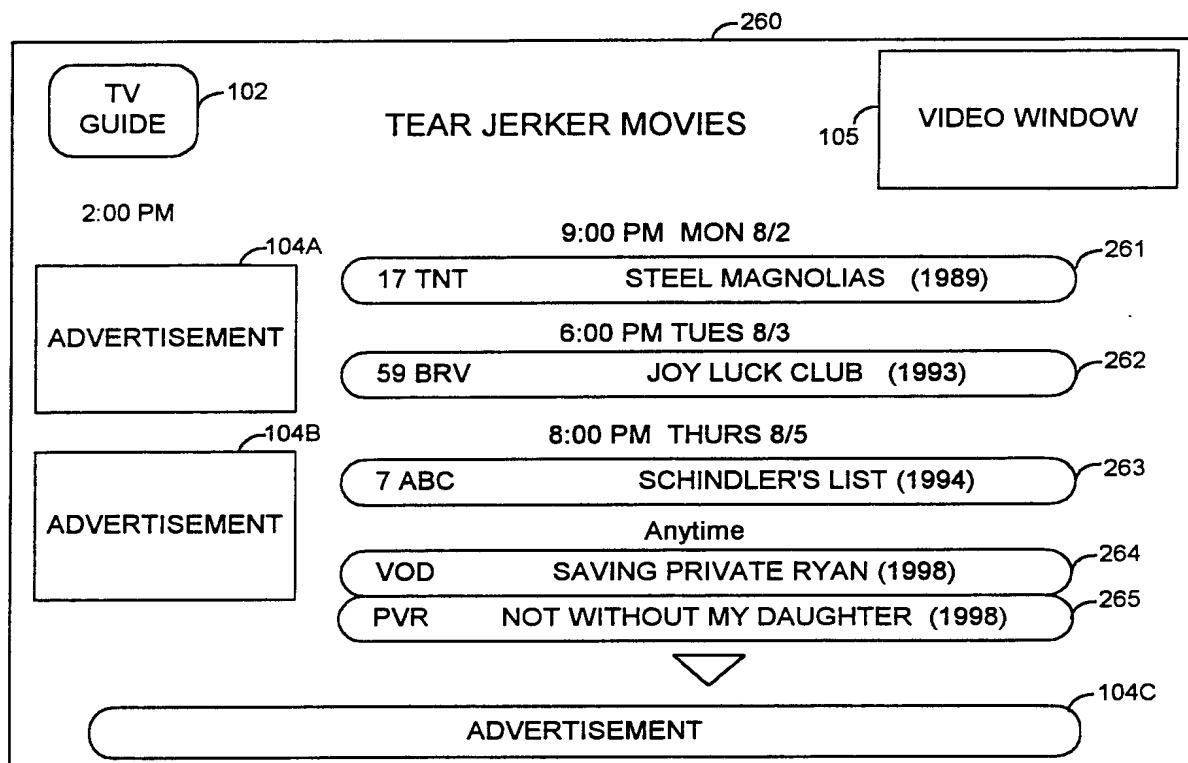 260
TV
GUIDE
102
TEAR JERKER MOVIES
105
VIDEO WINDOW
2:00 PM
9:00 PM MON 8/2
104A
261
17 TNT STEEL MAGNOLIAS (1989)
ADVERTISEMENT
6:00 PM TUES 8/3
262
59 BRV JOY LUCK CLUB (1993)
104B
8:00 PM THURS 8/5
263
7 ABC SCHINDLER'S LIST (1994)
ADVERTISEMENT
Anytime
264
VOD SAVING PRIVATE RYAN (1998)
265
PVR NOT WITHOUT MY DAUGHTER (1998)
104C
ADVERTISEMENT